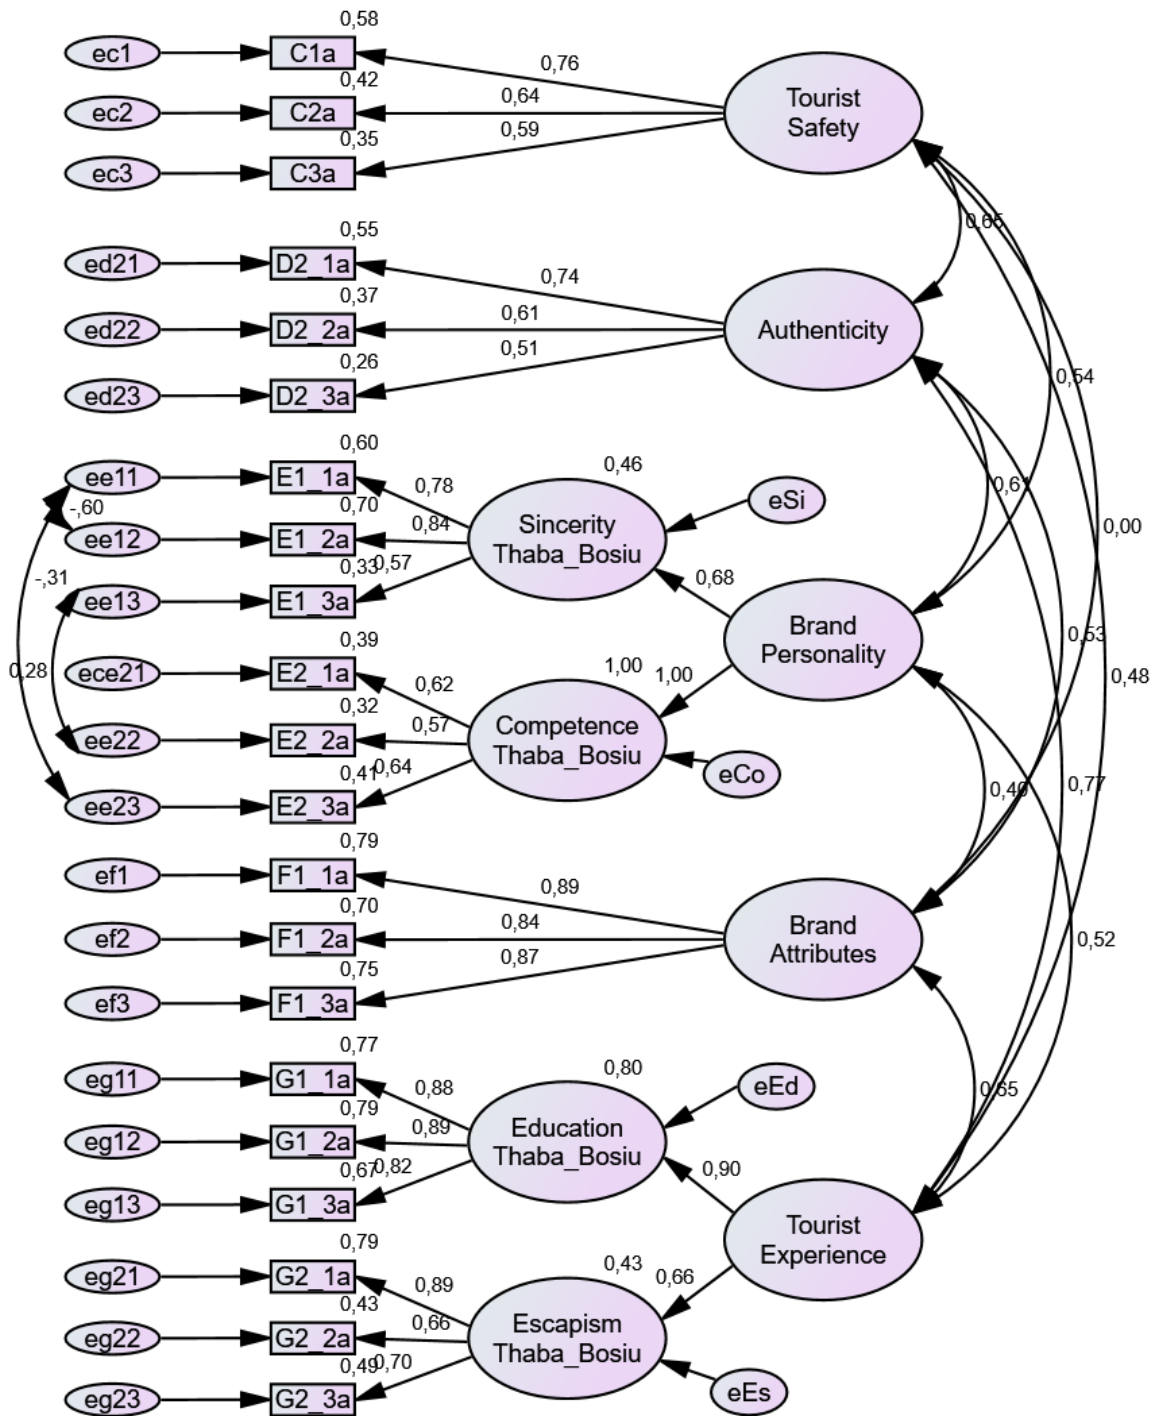 0,58
ec1
C1a
0,76
0,42
ec2
C2a
0,64
Tourist
Safety
0,35
ec3
C3a
0,59
0,65
0,55
ed21
D2_1a
0,74
0,37
ed22
D2_2a
0,61
Authenticity
0,26
ed23
D2_3a
0,51
0,54
0,60
ee11
E1_1a
0,78
0,46
eSi
-,60
0,70
ee12
E1_2a
0,84
Sincerity
Thaba_Bosiu
0,61
0,00
-,31
0,33
0,57
ee13
E1_3a
0,68
Brand
Personality
0,53
0,28
0,39
ece21
E2_1a
0,62
1,00
1,00
0,48
0,32
ee22
E2_2a
0,57
Competence
Thaba_Bosiu
0,41
0,64
ee23
E2_3a
eCo
0,40
0,77
0,79
ef1
F1_1a
0,89
0,70
ef2
F1_2a
0,84
Brand
Attributes
0,52
0,75
ef3
F1_3a
0,87
0,77
eg11
G1_1a
0,88
0,80
eEd
0,65
0,79
eg12
G1_2a
0,89
Education
Thaba_Bosiu
0,67
0,82
eg13
G1_3a
0,90
Tourist
Experience
0,79
eg21
G2_1a
0,89
0,43
0,66
0,43
eg22
G2_2a
0,66
Escapism
Thaba_Bosiu
0,49
0,70
eg23
G2_3a
eEs